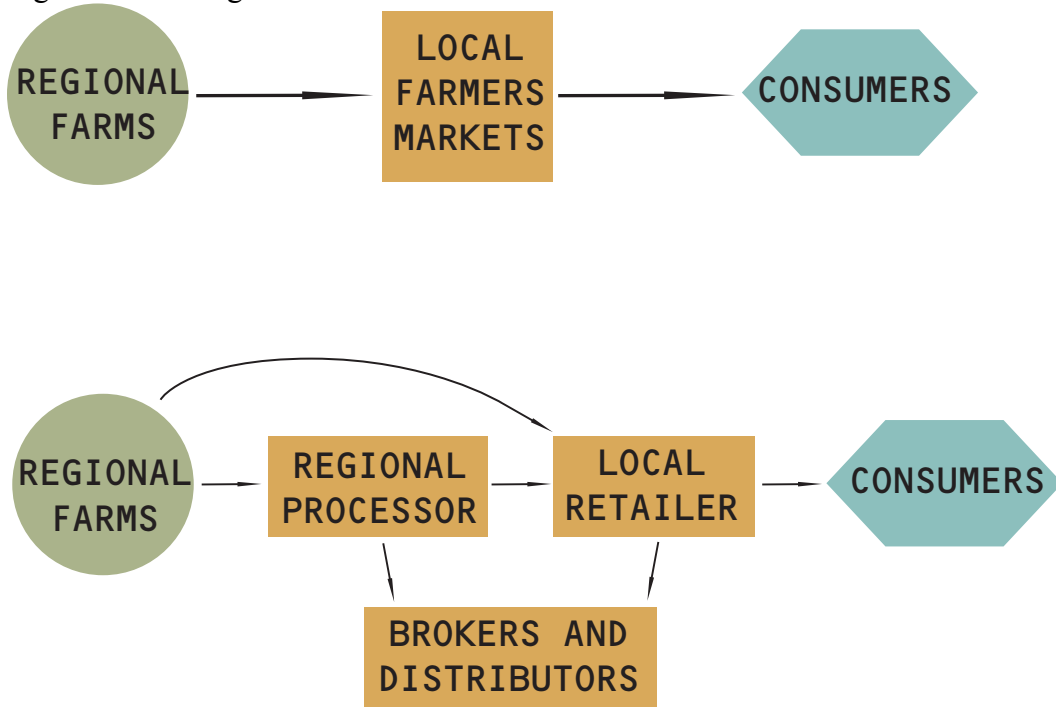 REGIONAL
FARMS
LOCAL
FARMERS
MARKETS
CONSUMERS
REGIONAL
FARMS
REGIONAL
PROCESSOR
LOCAL
RETAILER
CONSUMERS
BROKERS AND
DISTRIBUTORS